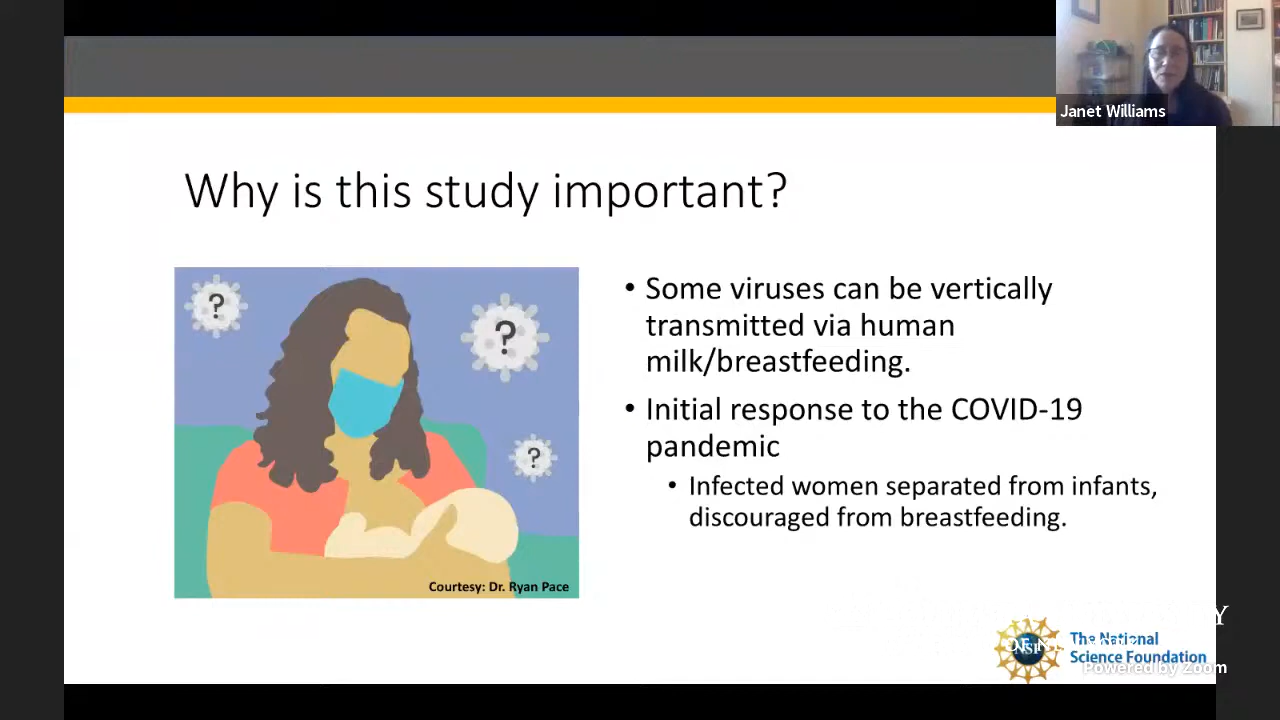 Janet Williams
Why is this study important?
?
?
?
• Some viruses can be vertically
transmitted via human
milk/breastfeeding.
• Initial response to the COVID-19
pandemic
• Infected women separated from infants,
discouraged from breastfeeding.
Courtesy: Dr. Ryan Pace
NSF
The National
Science Foundation
Powered by Zoom